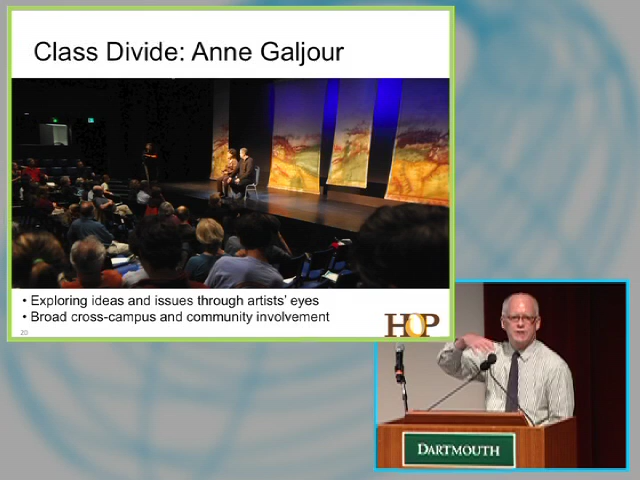 Class Divide: Anne Galjour
• Exploring ideas and issues through artists' eyes
• Broad cross-campus and community involvement
20
HOP
DARTMOUTH